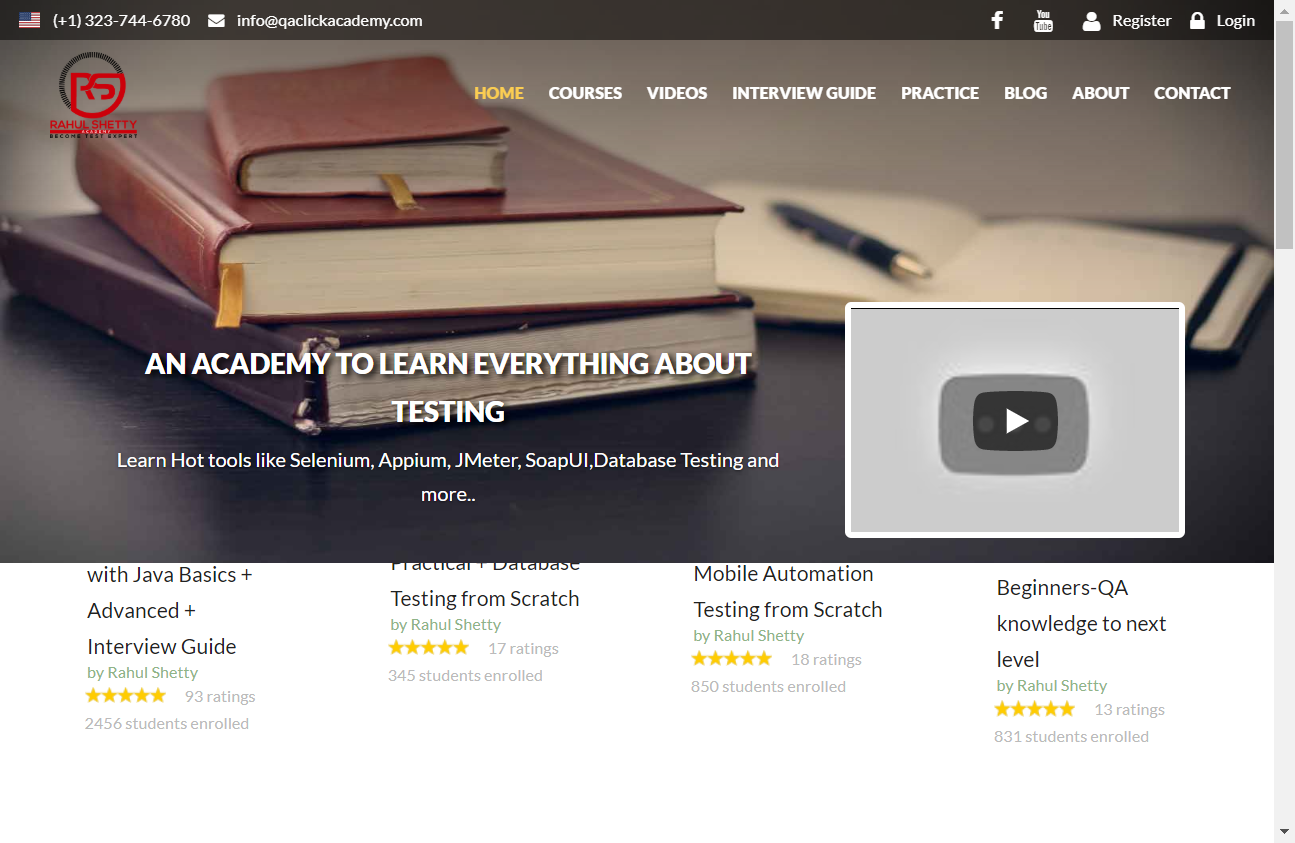 (+1) 323-744-6780 info@qaclickacademy.com You Tube Register Login
RAHUL SHETTY
ACADEMY
BECOME TEST EXPERT
HOME COURSES VIDEOS INTERVIEW GUIDE PRACTICE BLOG ABOUT CONTACT
AN ACADEMY TO LEARN EVERYTHING ABOUT
TESTING
Learn Hot tools like Selenium, Appium, JMeter, SoapUI,Database Testing and
more..
with Java Basics +
Advanced +
Interview Guide
by Rahul Shetty
93 ratings
2456 students enrolled
Practical + Database
Testing from Scratch
by Rahul Shetty
17 ratings
345 students enrolled
Mobile Automation
Testing from Scratch
by Rahul Shetty
18 ratings
850 students enrolled
Beginners-QA
knowledge to next
level
by Rahul Shetty
13 ratings
831 students enrolled